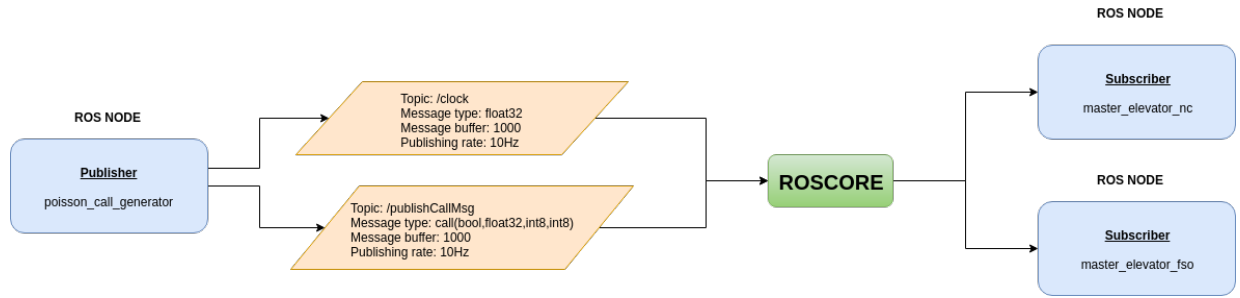 ROS NODE
Publisher
poisson_call_generator
Topic: /clock
Message type: float32
Message buffer: 1000
Publishing rate: 10Hz
Topic: /publishCallMsg
Message type: call(bool,float32,int8,int8)
Message buffer: 1000
Publishing rate: 10Hz
ROSCORE
ROS NODE
Subscriber
master_elevator_nc
ROS NODE
Subscriber
master_elevator_fso